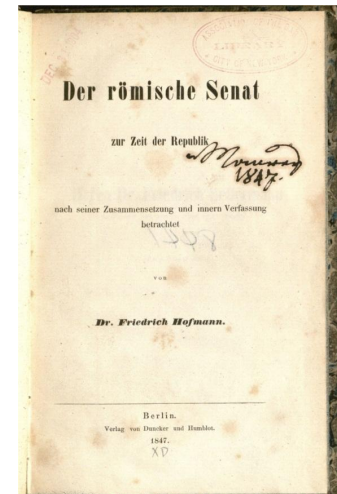 Der römische Senat
zur Zeit der Republik
1847.
nach seiner Zusammensetzung und innern Verfassung
betrachtet
von
Dr. Friedrich Hofmann.
Berlin.
Verlag von Duncker und Humblot.
1847.
XD